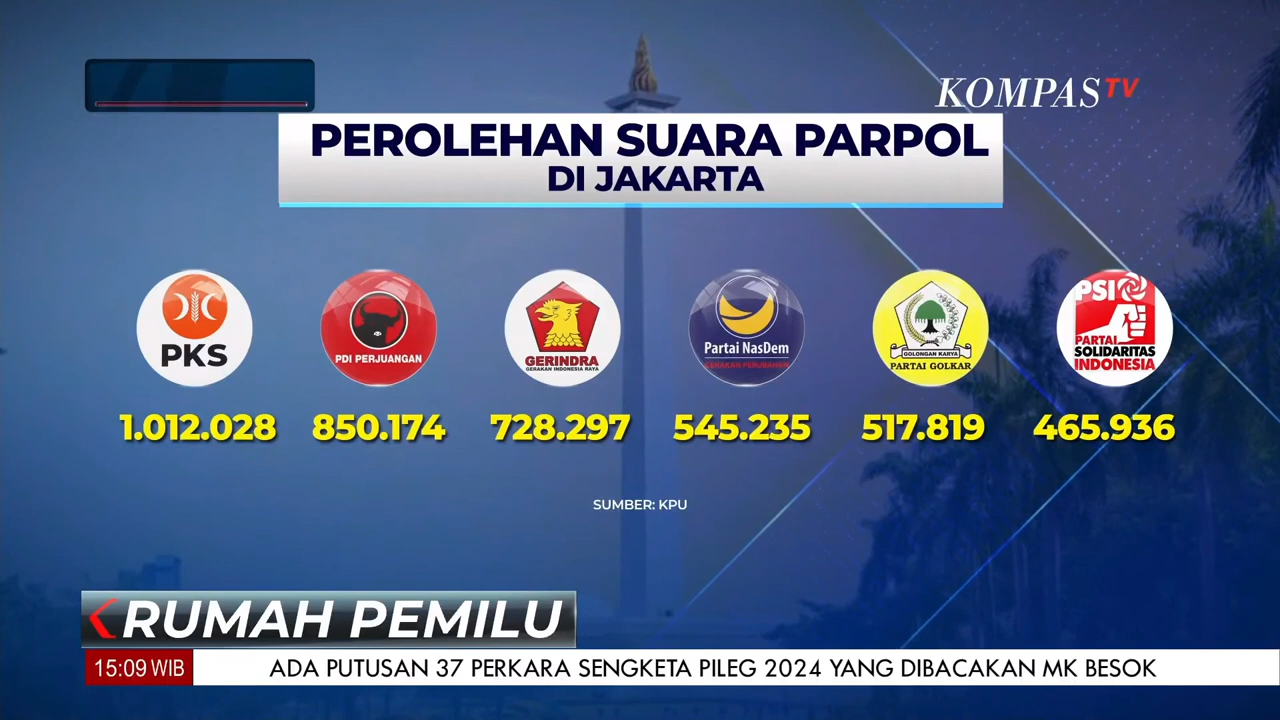 KOMPASTV
PEROLEHAN SUARA PARPOL
DI JAKARTA
PKS
PDI PERJUANGAN
GERINDRA
GERAKAN INDONESIA RAYA
Partai NasDem
GERAKAN PERUBAHAN
GOLONGAN KARYA
PARTAI GOLKAR
PSI
PARTAI
SOLIDARITAS
INDONESIA
1.012.028 850.174 728.297 545.235 517.819 465.936
SUMBER: KPU
RUMAH PEMILU
15:09 WIB ADA PUTUSAN 37 PERKARA SENGKETA PILEG 2024 YANG DIBACAKAN MK BESOK